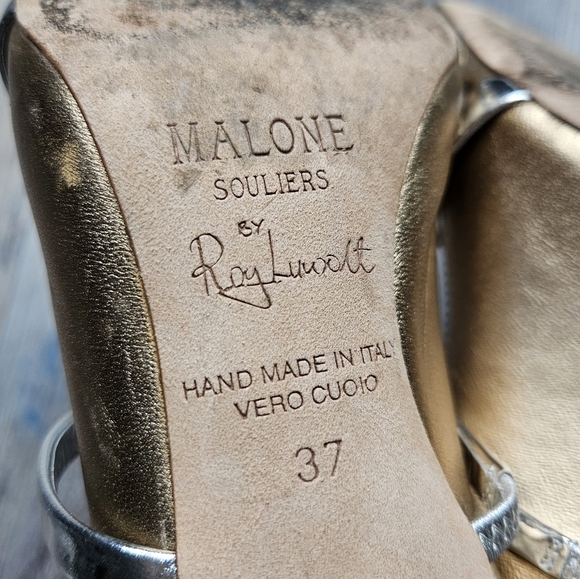 MALONE
SOULIERS
BY
Roy Luwolt
HAND MADE IN ITALY
VERO CUOIO
37